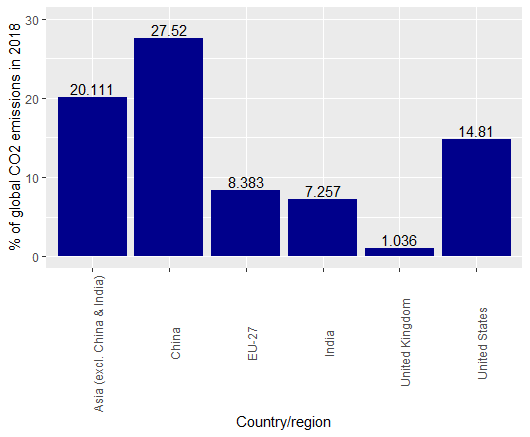 % of global CO2 emissions in 2018
30
20
10
0
20.111
27.52
8.383
7.257
1.036
14.81
Asia (excl. China & India)
China
EU-27
India
United Kingdom
United States
Country/region